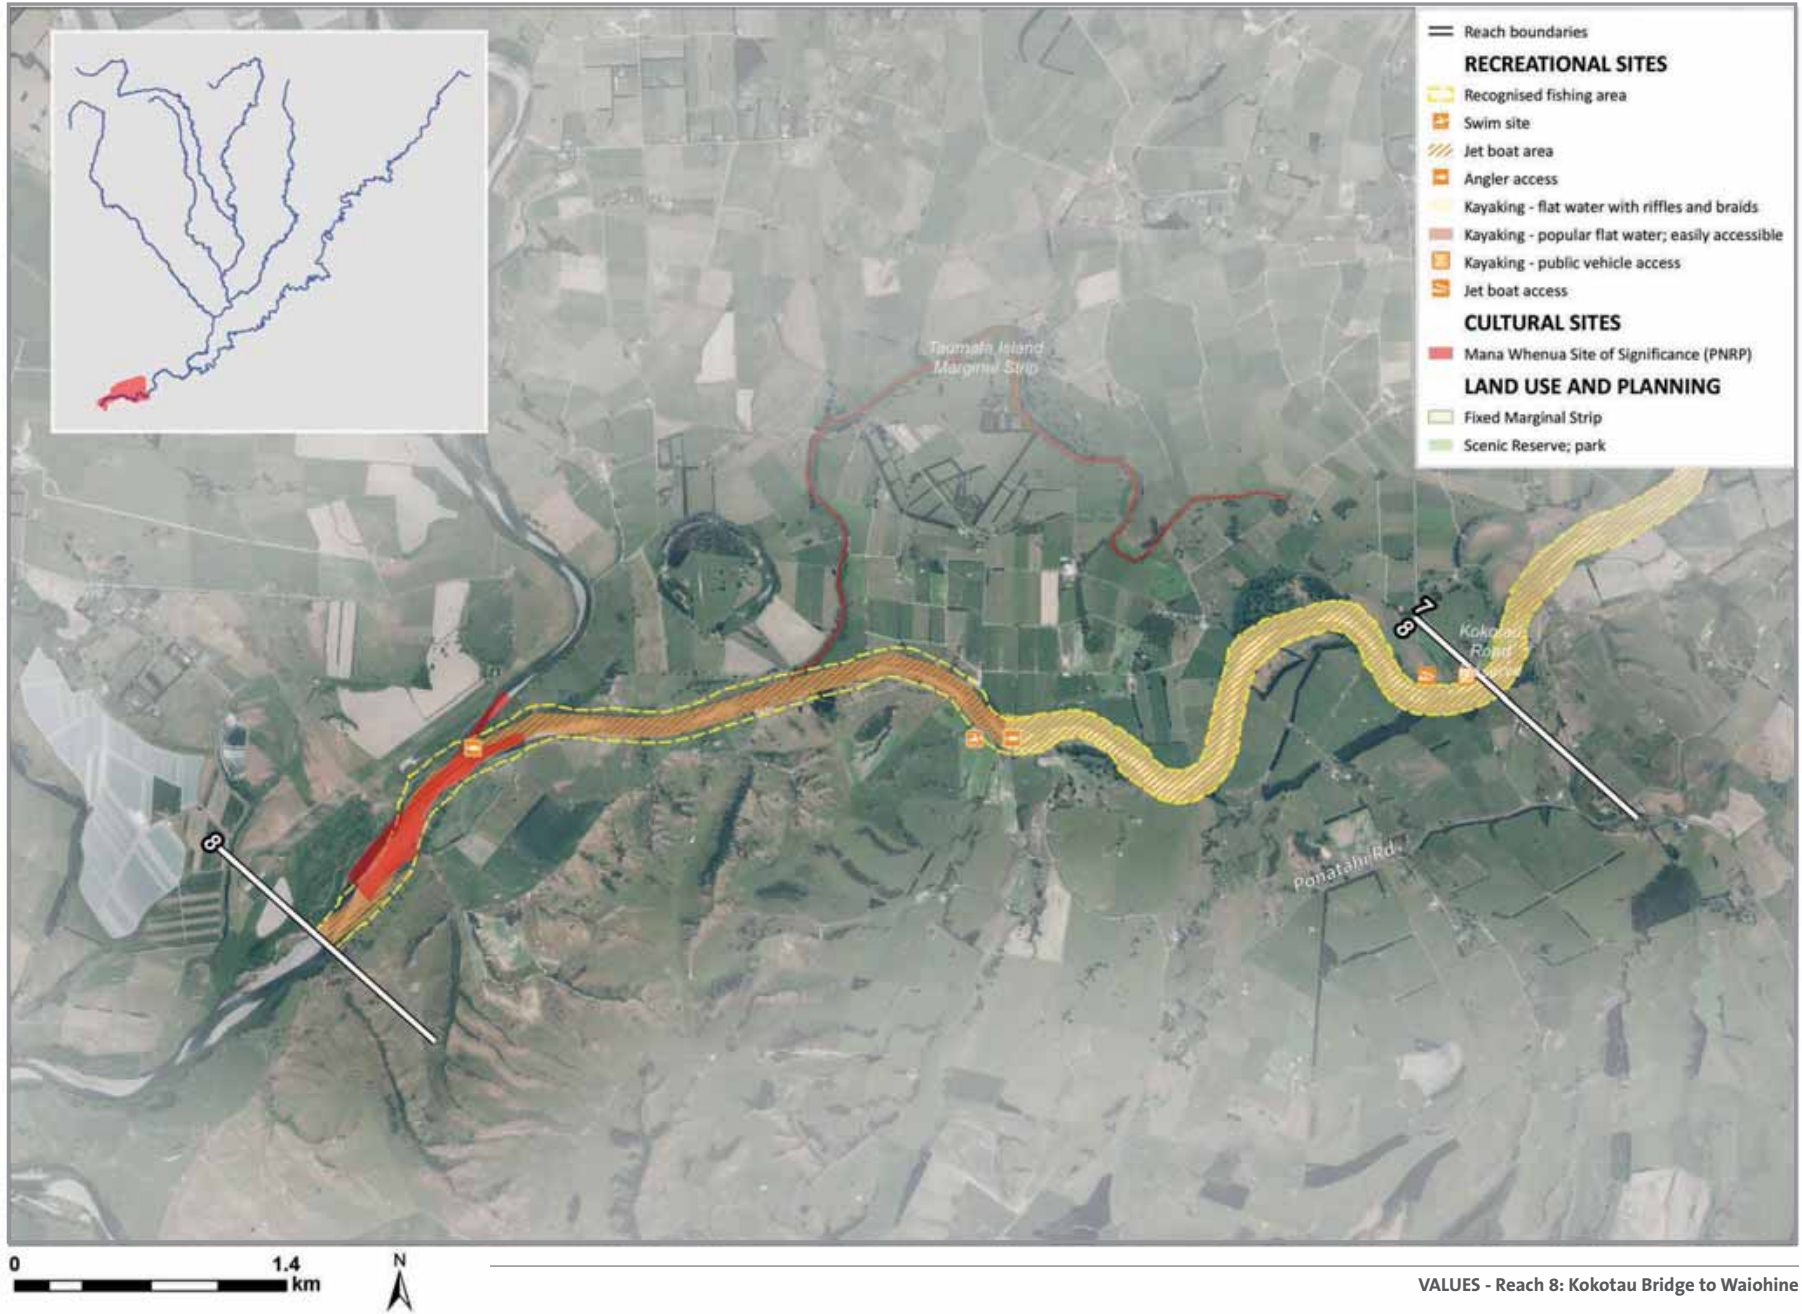 Reach boundaries
RECREATIONAL SITES
Recognised fishing area
Swim site
Jet boat area
Angler access
Kayaking - flat water with riffles and braids
Kayaking - popular flat water; easily accessible
Kayaking - public vehicle access
Jet boat access
CULTURAL SITES
Mana Whenua Site of Significance (PNRP)
LAND USE AND PLANNING
Fixed Marginal Strip
Scenic Reserve; park
Island
Marginal Strip
7
8
Road
8
Ponatahi Rd
0
1.4
km
N
VALUES - Reach 8: Kokotau Bridge to Waiohine